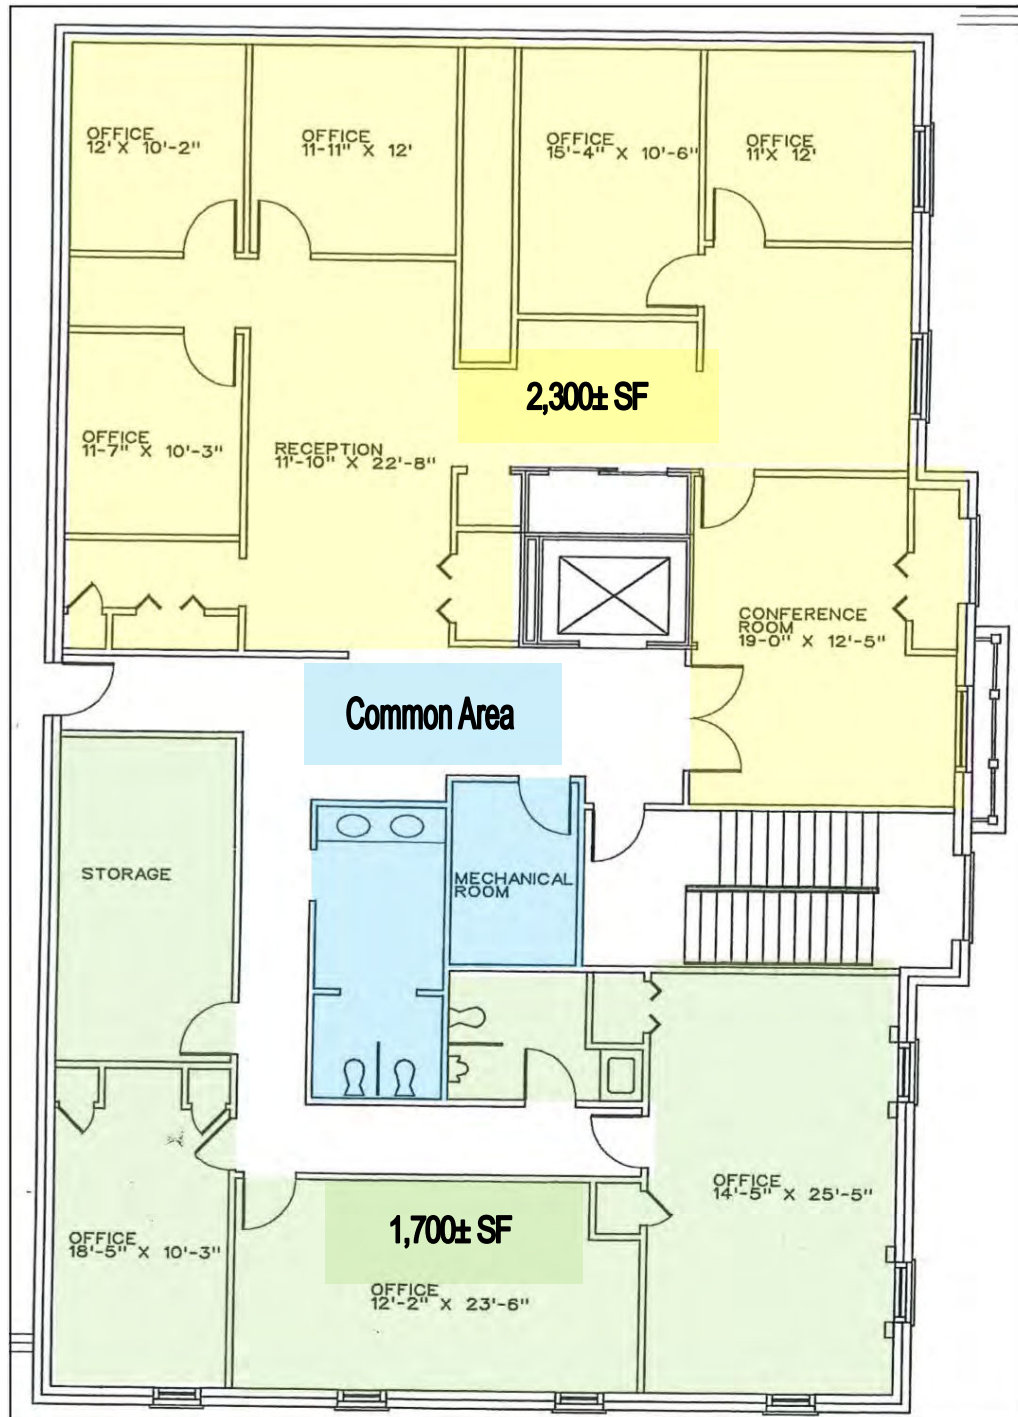 OFFICE
12' X 10'-2"
OFFICE
11-11" X 12'
OFFICE
15'-4" X 10'-6"
OFFICE
11'X 12'
2,300± SF
OFFICE
11-7" X 10'-3"
RECEPTION
11'-10" X 22'-8"
CONFERENCE
ROOM
19-0" X 12'-5"
Common Area
STORAGE
MECHANICAL
ROOM
OFFICE
14'-5" X 25'-5"
1,700± SF
OFFICE
18'-5" X 10'-3"
OFFICE
12'-2" X 23'-6"